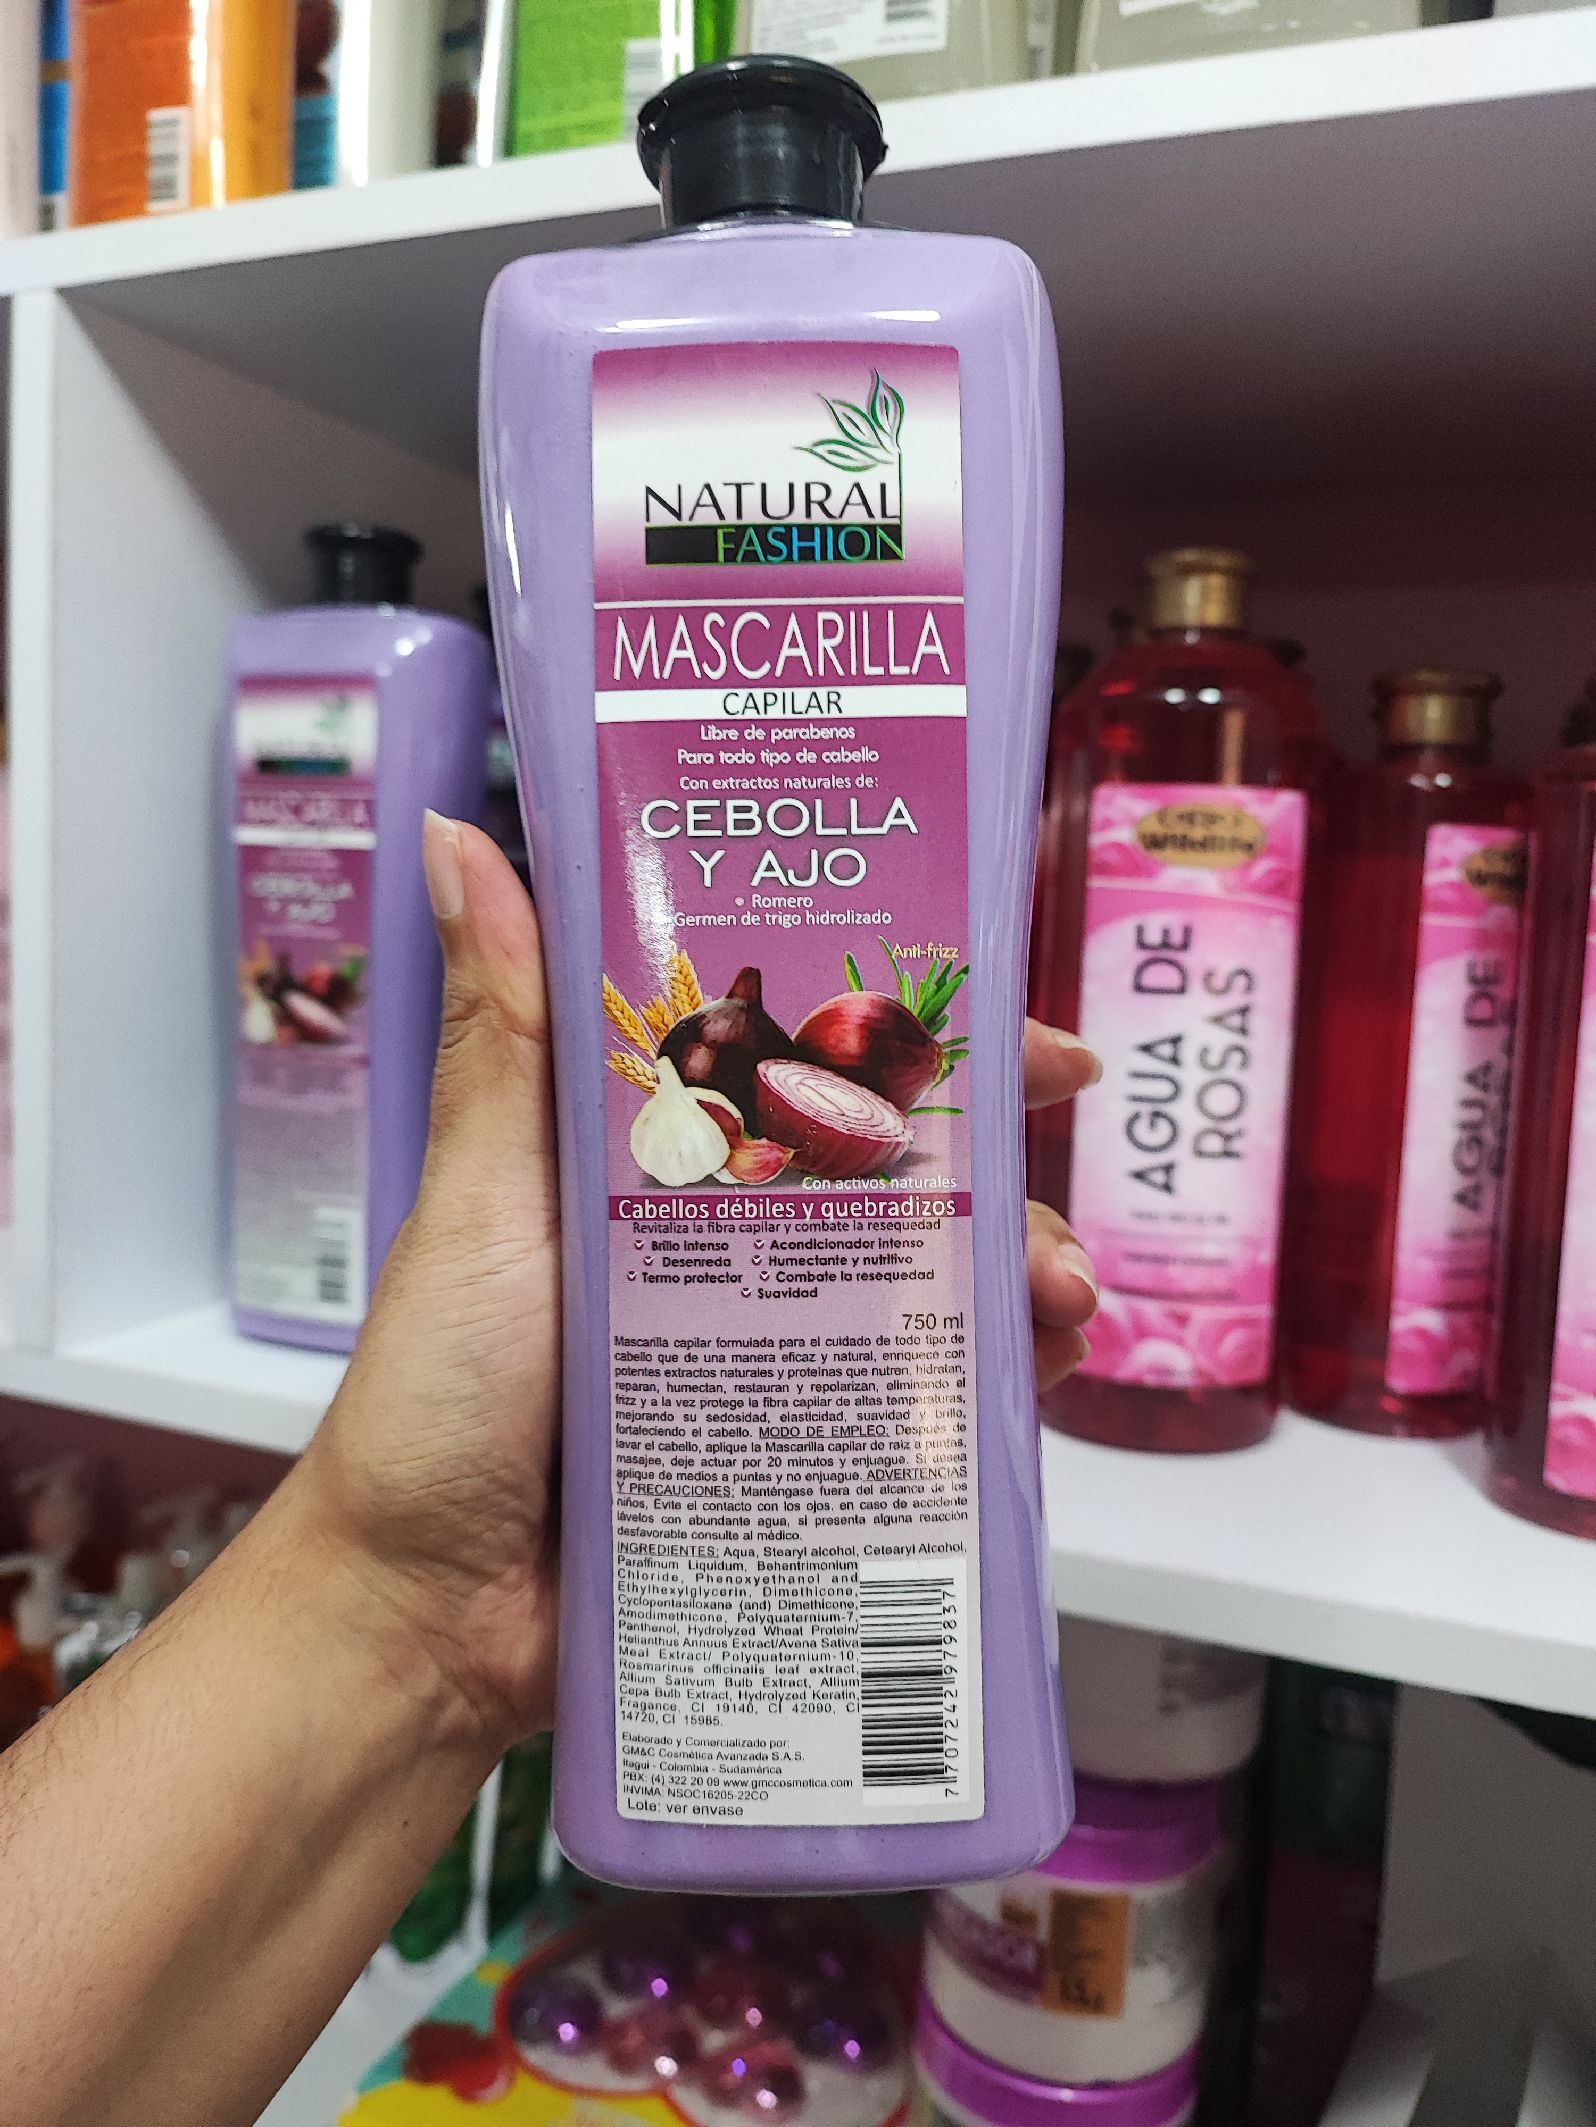 NATURAL
FASHION
MASCARILLA
CAPILAR
Libre de parabenos
Para todo tipo de cabello
Con extractos naturales de:
CEBOLLA
Y AJO
• Romero
Germen de trigo hidrolizado
Anti-frizz
Con activos naturales
Cabellos débiles y quebradizos
Revitaliza la fibra capilar y combate la resequedad
Brillo Intenso Acondicionador intenso
Desenreda Humectante y nutritivo
Termo protector Combate la resequedad
Suavidad
750 ml
Mascarilla capilar formulada para el cuidado de todo tipo de
cabello que de una manera eficaz y natural, enriquece con
potentes extractos naturales y proteinas que nutren, hidratan,
reparan, humectan, restauran y repolarizan, eliminando el
frizz y a la vez protege la fibra capilar de altas temperaturas,
mejorando su sedosidad, elasticidad, suavidad y brillo,
fortaleciendo el cabello. MODO DE EMPLEO: Después de
lavar el cabello, aplique la Mascarilla capilar de raiz a puntas,
masajee, deje actuar por 20 minutos y enjuague. Si desea
aplique de medios a puntas y no enjuague. ADVERTENCIAS
Y PRECAUCIONES: Manténgase fuera del alcance de los
niños, Evite el contacto con los ojos, en caso de accidente
lávelos con abundante agua, si presenta alguna reacción
desfavorable consulte al médico.
INGREDIENTES: Aqua, Stearyl alcohol, Cetearyl Alcohol,
Paraffinum Liquidum, Behentrimonium
Chloride, Phenoxyethanol and
Ethylhexylglycerin, Dimethicone,
Cyclopentasiloxane (and) Dimethicone,
Amodimethicone, Polyquaternium-7,
Panthenol, Hydrolyzed Wheat Protein/
Helianthus Annuus Extract/Avena Sativa
Meal Extract/ Polyquaternium-10,
Rosmarinus officinalis leaf extract,
Allium Sativum Bulb Extract, Allium
Cepa Bulb Extract, Hydrolyzed Keratin,
Fragance, CI 19140, CI 42090, CI
14720, CI 15985.
Elaborado y Comercializado por:
GM&C Cosmética Avanzada S.A.S.
Itagui - Colombia - Sudamérica
PBX: (4) 322 20 09 www.gmccosmetica.com
INVIMA: NSOC16205-22CO
Lote: ver envase
7 707242 979837
NATURAL
MASCARILLA
CEBOLLA
Y AJO
Wildlife
AGUA DE
ROSAS
AGUA DE